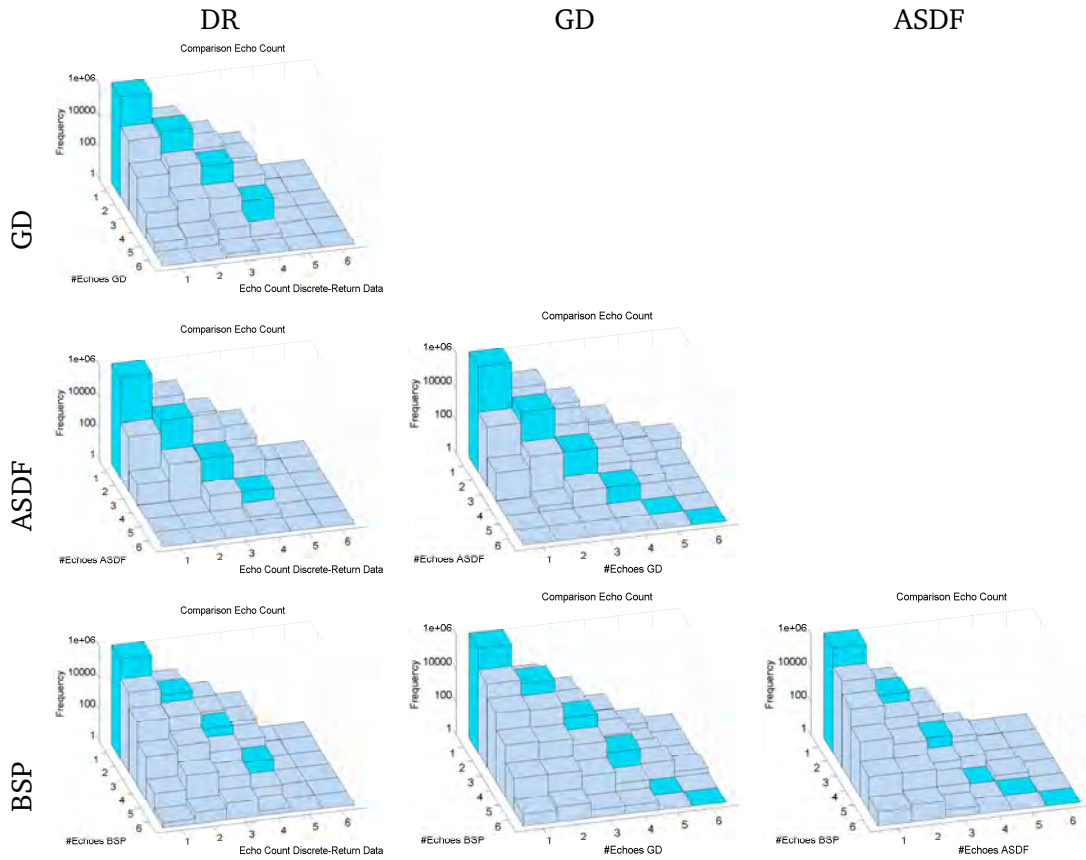 DR GD ASDF
Comparison Echo Count
1e+06
10000
100
1
Frequency
1 2 3 4 5 6
1 2 3 4 5 6
#Echoes GD
Echo Count Discrete-Return Data
GD
Comparison Echo Count
1e+06
10000
100
1
Frequency
1 2 3 4 5 6
1 2 3 4 5 6
#Echoes ASDF
Echo Count Discrete-Return Data
Comparison Echo Count
1e+06
10000
100
1
Frequency
1 2 3 4 5 6
1 2 3 4 5 6
#Echoes ASDF
#Echoes GD
ASDF
Comparison Echo Count
1e+06
10000
100
1
Frequency
1 2 3 4 5 6
1 2 3 4 5 6
#Echoes BSP
Echo Count Discrete-Return Data
Comparison Echo Count
1e+06
10000
100
1
Frequency
1 2 3 4 5 6
1 2 3 4 5 6
#Echoes BSP
#Echoes GD
Comparison Echo Count
1e+06
10000
100
1
Frequency
1 2 3 4 5 6
1 2 3 4 5 6
#Echoes BSP
#Echoes ASDF
BSP